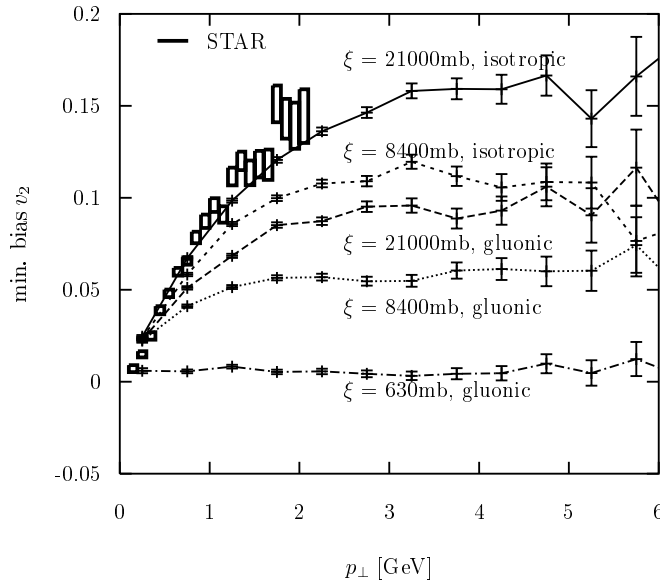 0.2
STAR
ξ = 21000mb, isotropic
0.15
ξ = 8400mb, isotropic
0.1
min. bias v₂
ξ = 21000mb, gluonic
0.05
ξ = 8400mb, gluonic
0
ξ = 630mb, gluonic
-0.05
0 1 2 3 4 5 6
p⊥ [GeV]